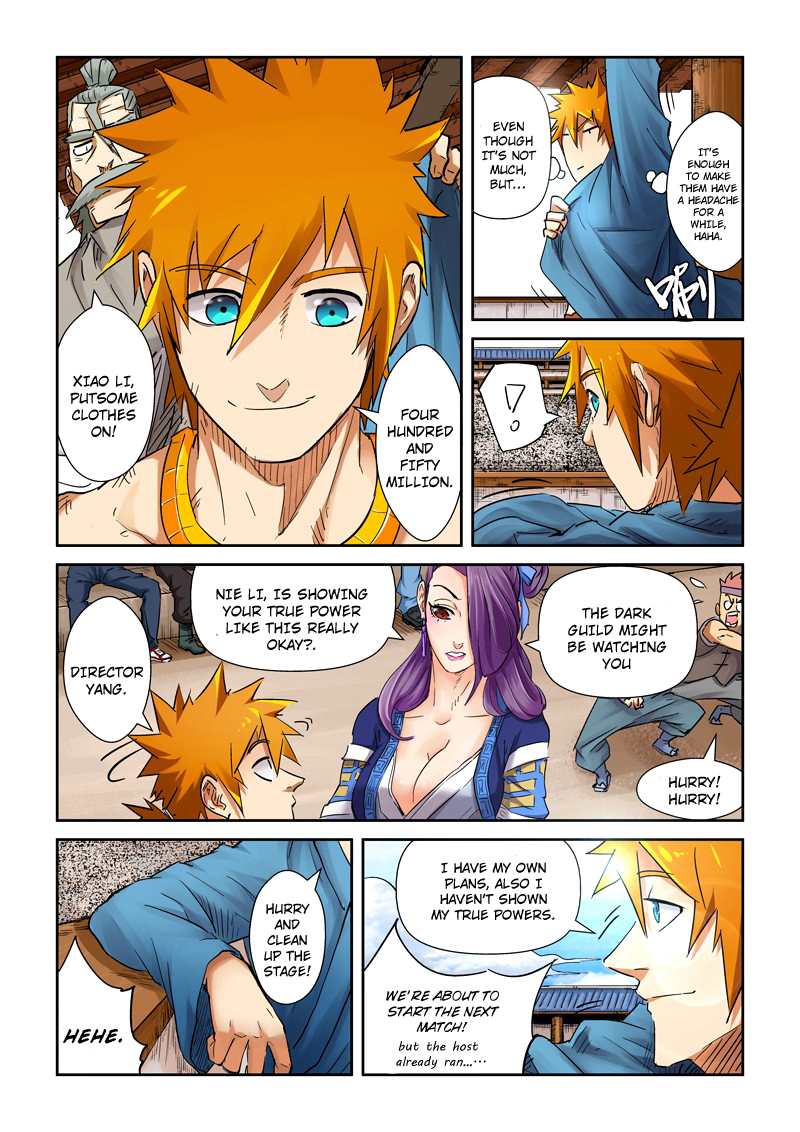 XIAO LI,
PUTSOME
CLOTHES
ON!
FOUR
HUNDRED
AND
FIFTY
MILLION.
EVEN
THOUGH
IT'S NOT
MUCH,
BUT...
IT'S
ENOUGH
TO MAKE
THEM HAVE
A HEADACHE
FOR A
WHILE,
HAHA.
!
DIRECTOR
YANG.
NIE LI, IS SHOWING
YOUR TRUE POWER
LIKE THIS REALLY
OKAY?.
THE DARK
GUILD MIGHT
BE WATCHING
YOU
HURRY!
HURRY!
HEHE.
HURRY
AND
CLEAN
UP THE
STAGE!
I HAVE MY OWN
PLANS, ALSO I
HAVEN'T SHOWN
MY TRUE POWERS.
WE'RE ABOUT TO
START THE NEXT
MATCH!
but the host
already ran...…